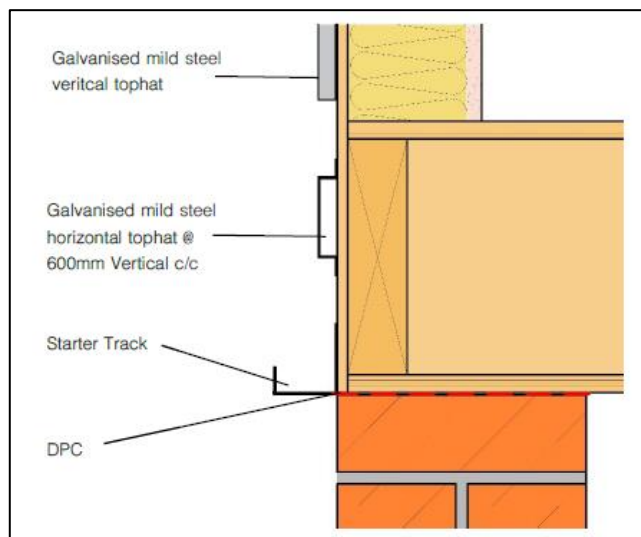 Galvanised mild steel
veritcal tophat
Galvanised mild steel
horizontal tophat @
600mm Vertical c/c
Starter Track
DPC